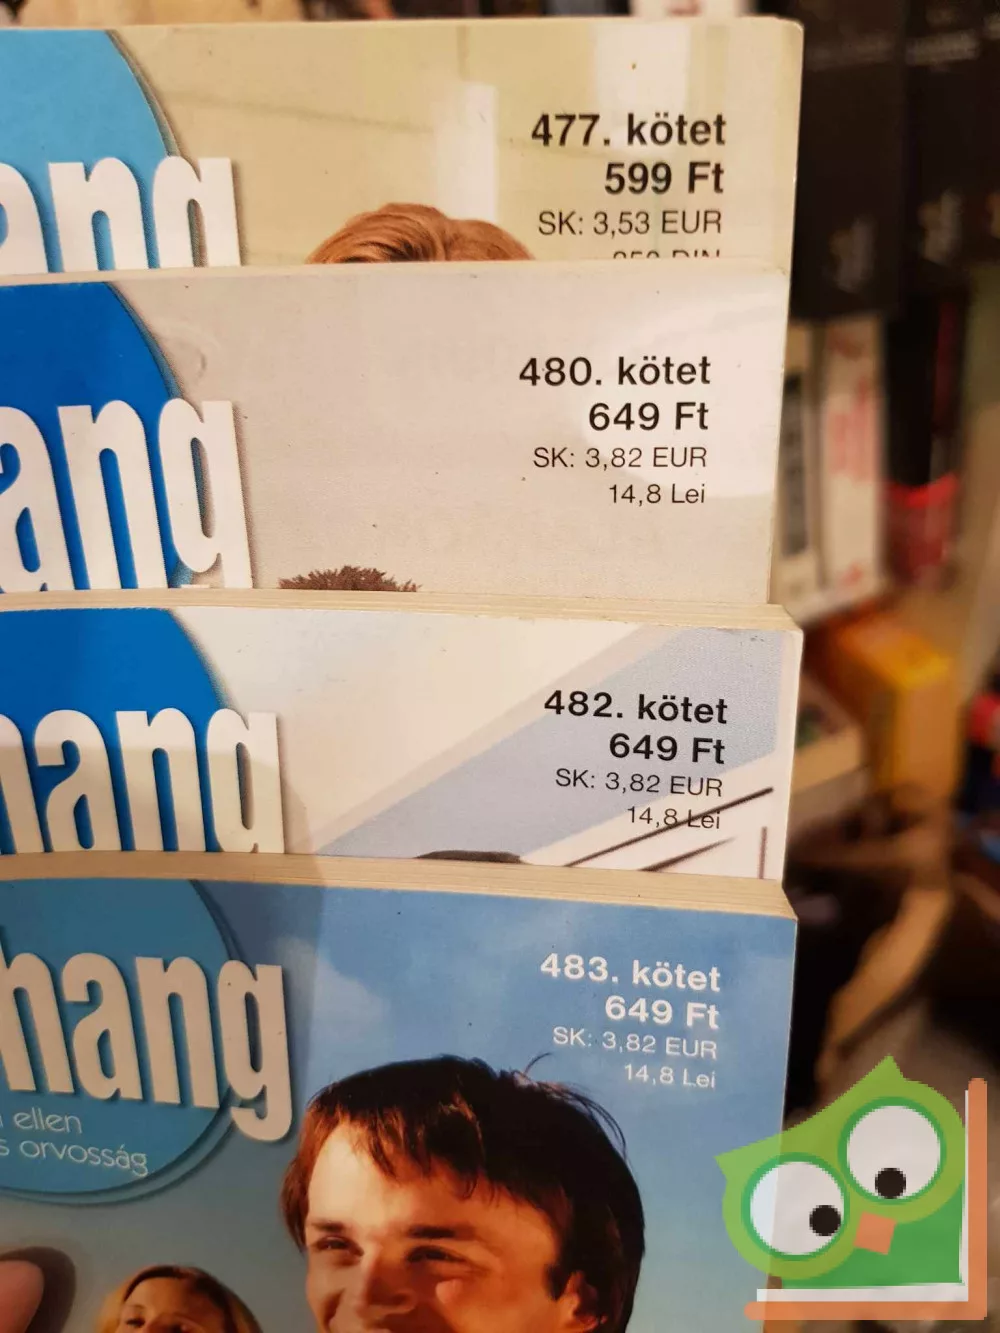 ang
477. kötet
599 Ft
SK: 3,53 EUR
ang
480. kötet
649 Ft
SK: 3,82 EUR
14,8 Lei
hang
482. kötet
649 Ft
SK: 3,82 EUR
14,8 Lei
hang
483. kötet
649 Ft
SK: 3,82 EUR
14,8 Lei
ellen
s orvosság